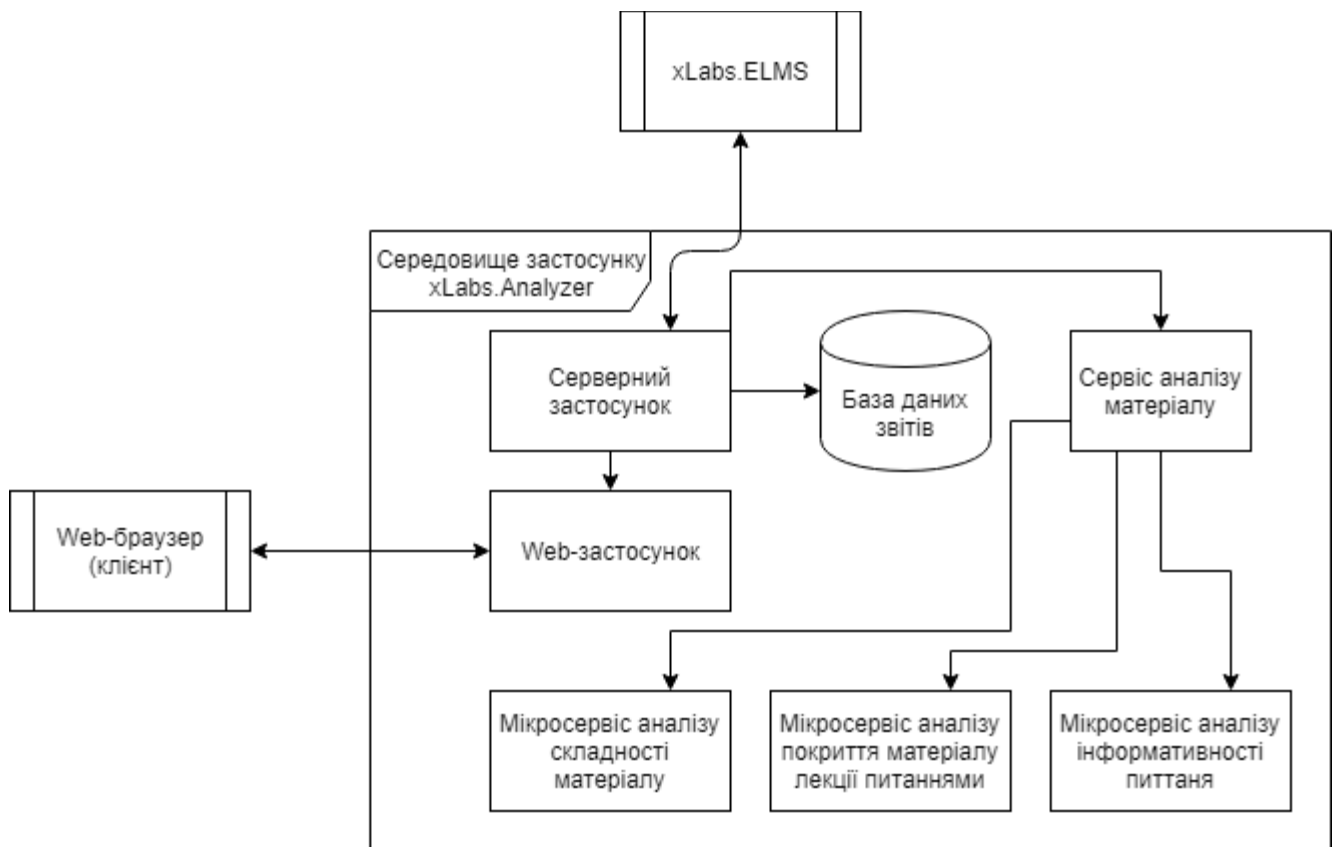 xLabs.ELMS
Середовище застосунку
xLabs.Analyzer
Серверний
застосунок
База даних
звітів
Сервіс аналізу
матеріалу
Web-браузер
(клієнт)
Web-застосунок
Мікросервіс аналізу
складності
матеріалу
Мікросервіс аналізу
покриття матеріалу
лекції питаннями
Мікросервіс аналізу
інформативності
питтаня